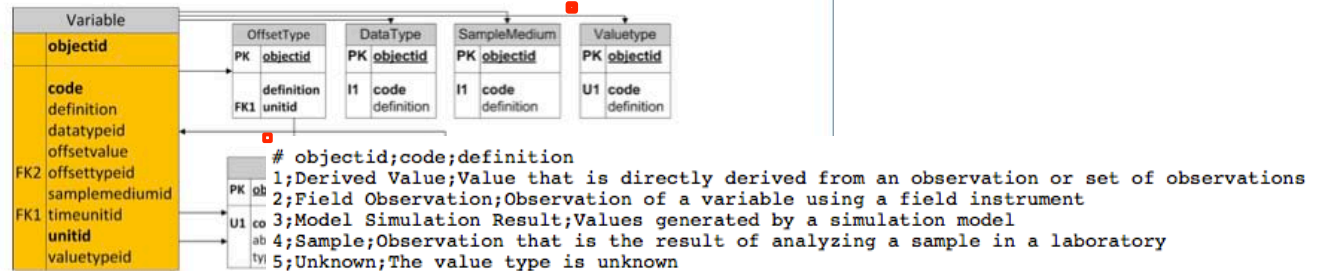 Variable
objectid
code
definition
datatypeid
offsetvalue
FK2 offsettypeid
samplemediumid
FK1 timeunitid
unitid
valuetypeid
OffsetType
PK objectid
definition
FK1 unitid
DataType
PK objectid
I1 code
definition
SampleMedium
PK objectid
I1 code
definition
Valuetype
PK objectid
U1 code
definition
PK ob
U1 co
ab
ty
# objectid;code;definition
1;Derived Value;Value that is directly derived from an observation or set of observations
2;Field Observation;Observation of a variable using a field instrument
3;Model Simulation Result;Values generated by a simulation model
4;Sample;Observation that is the result of analyzing a sample in a laboratory
5;Unknown;The value type is unknown